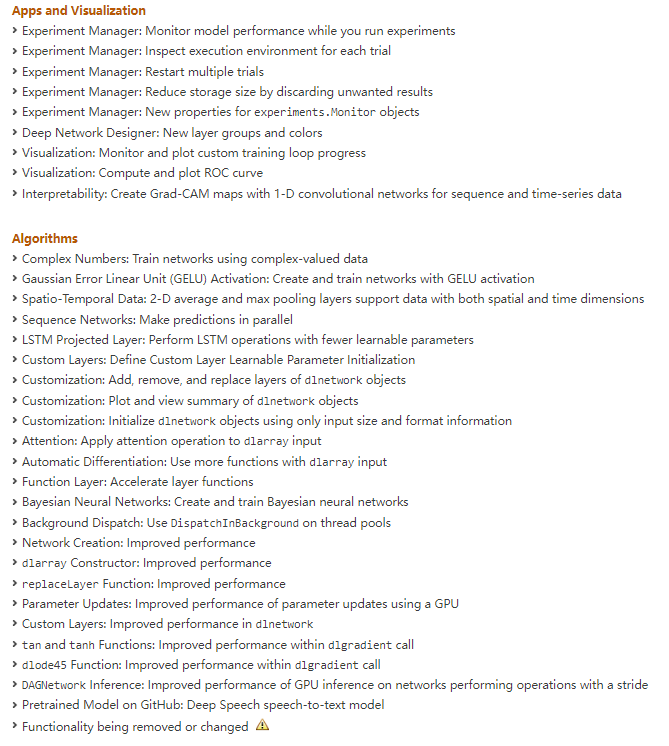 Apps and Visualization
Experiment Manager: Monitor model performance while you run experiments
Experiment Manager: Inspect execution environment for each trial
Experiment Manager: Restart multiple trials
Experiment Manager: Reduce storage size by discarding unwanted results
Experiment Manager: New properties for experiments.Monitor objects
Deep Network Designer: New layer groups and colors
Visualization: Monitor and plot custom training loop progress
Visualization: Compute and plot ROC curve
Interpretability: Create Grad-CAM maps with 1-D convolutional networks for sequence and time-series data
Algorithms
Complex Numbers: Train networks using complex-valued data
Gaussian Error Linear Unit (GELU) Activation: Create and train networks with GELU activation
Spatio-Temporal Data: 2-D average and max pooling layers support data with both spatial and time dimensions
Sequence Networks: Make predictions in parallel
LSTM Projected Layer: Perform LSTM operations with fewer learnable parameters
Custom Layers: Define Custom Layer Learnable Parameter Initialization
Customization: Add, remove, and replace layers of dlnetwork objects
Customization: Plot and view summary of dlnetwork objects
Customization: Initialize dlnetwork objects using only input size and format information
Attention: Apply attention operation to dlarray input
Automatic Differentiation: Use more functions with dlarray input
Function Layer: Accelerate layer functions
Bayesian Neural Networks: Create and train Bayesian neural networks
Background Dispatch: Use DispatchInBackground on thread pools
Network Creation: Improved performance
dlarray Constructor: Improved performance
replaceLayer Function: Improved performance
Parameter Updates: Improved performance of parameter updates using a GPU
Custom Layers: Improved performance in dlnetwork
tan and tanh Functions: Improved performance within dlgradient call
dlode45 Function: Improved performance within dlgradient call
DAGNetwork Inference: Improved performance of GPU inference on networks performing operations with a stride
Pretrained Model on GitHub: Deep Speech speech-to-text model
Functionality being removed or changed